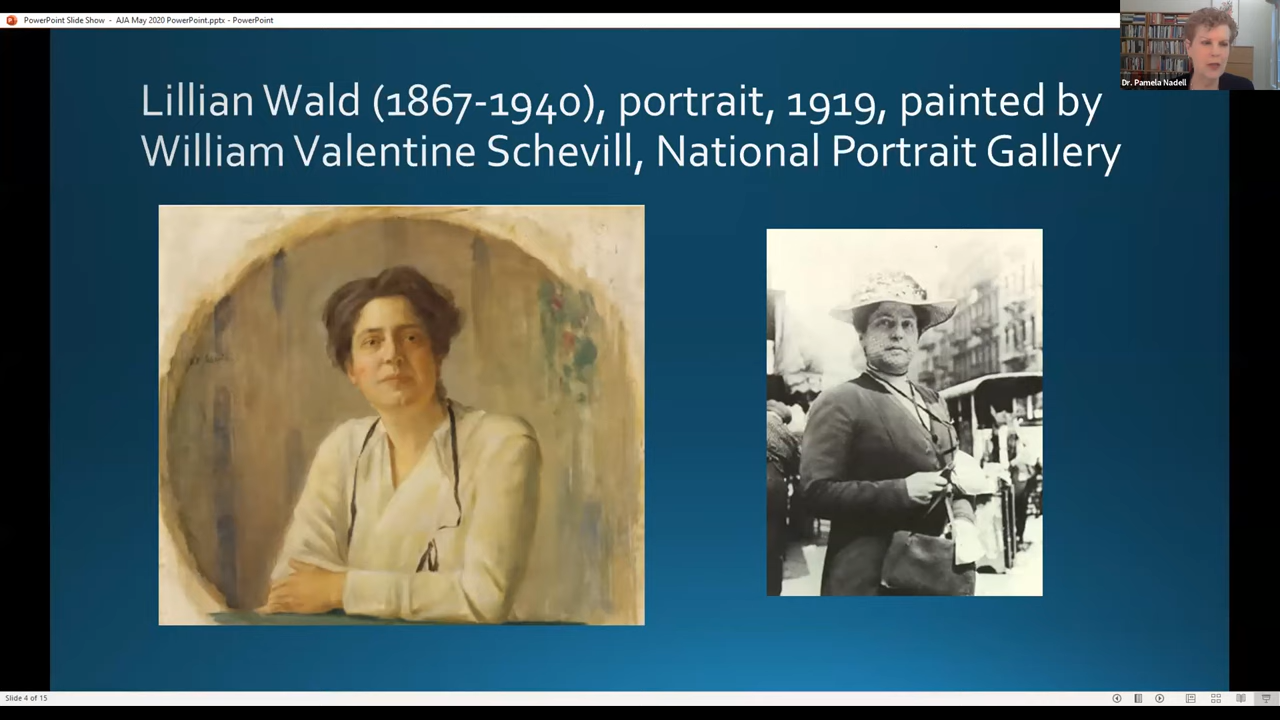 PowerPoint Slide Show - AJA May 2020 PowerPoint.pptx - PowerPoint
Dr. Pamela Nadell
Lillian Wald (1867-1940), portrait, 1919, painted by
William Valentine Schevill, National Portrait Gallery
Slide 4 of 15